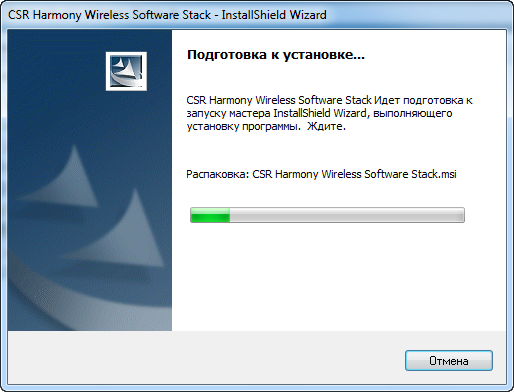 CSR Harmony Wireless Software Stack - InstallShield Wizard
Подготовка к установке...
CSR Harmony Wireless Software Stack Идет подготовка к
запуску мастера InstallShield Wizard, выполняющего
установку программы. Ждите.
Распаковка: CSR Harmony Wireless Software Stack.msi
Отмена